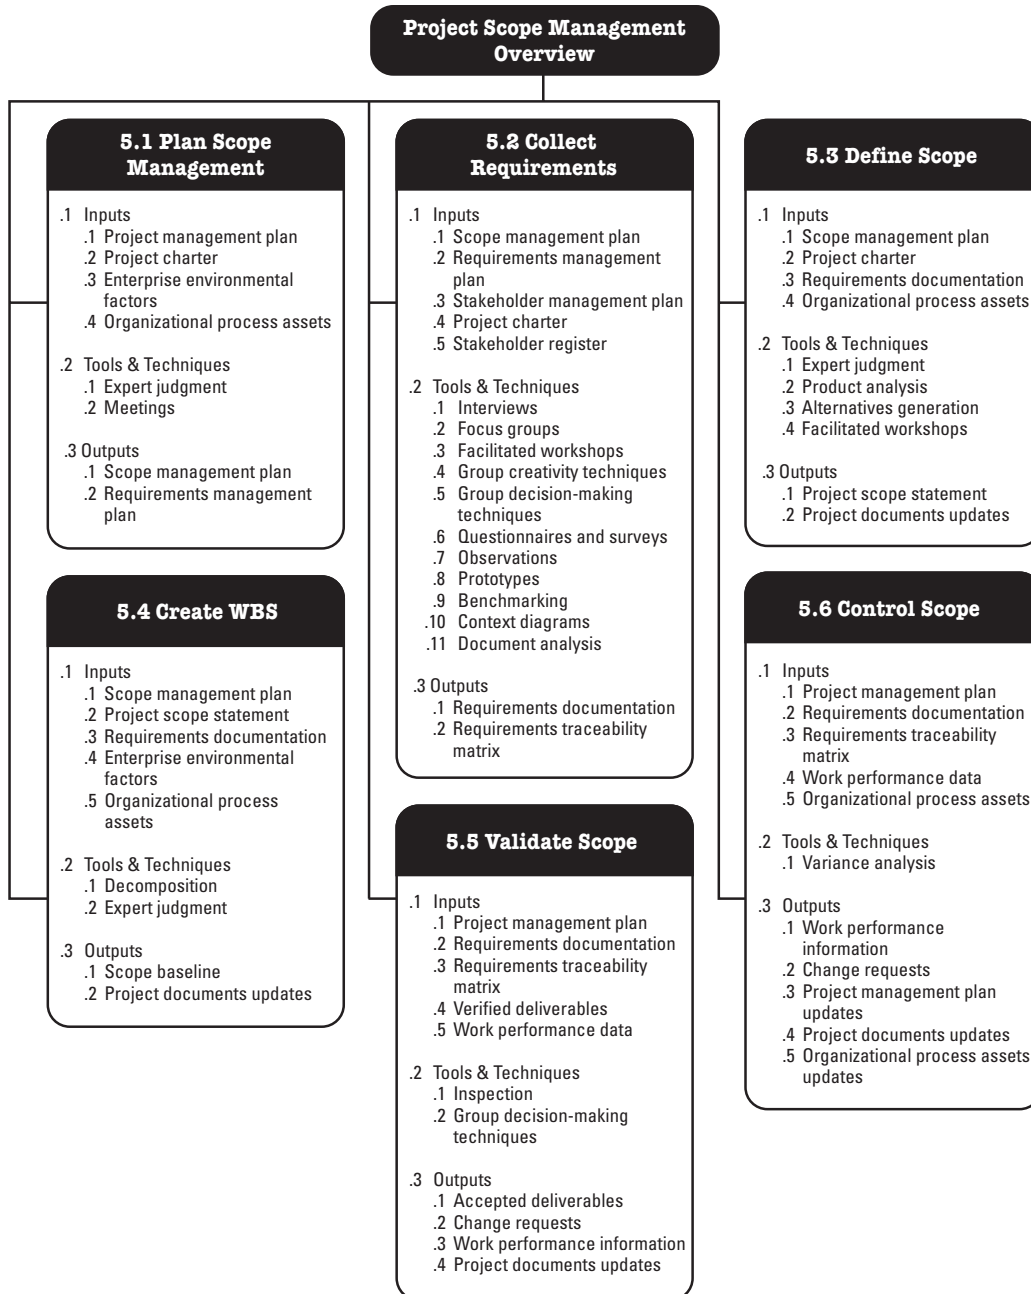 Project Scope Management
Overview
5.1 Plan Scope
Management
.1 Inputs
.1 Project management plan
.2 Project charter
.3 Enterprise environmental
factors
.4 Organizational process assets
.2 Tools & Techniques
.1 Expert judgment
.2 Meetings
.3 Outputs
.1 Scope management plan
.2 Requirements management
plan
5.2 Collect
Requirements
.1 Inputs
.1 Scope management plan
.2 Requirements management
plan
.3 Stakeholder management plan
.4 Project charter
.5 Stakeholder register
.2 Tools & Techniques
.1 Interviews
.2 Focus groups
.3 Facilitated workshops
.4 Group creativity techniques
.5 Group decision-making
techniques
.6 Questionnaires and surveys
.7 Observations
.8 Prototypes
.9 Benchmarking
.10 Context diagrams
.11 Document analysis
.3 Outputs
.1 Requirements documentation
.2 Requirements traceability
matrix
5.3 Define Scope
.1 Inputs
.1 Scope management plan
.2 Project charter
.3 Requirements documentation
.4 Organizational process assets
.2 Tools & Techniques
.1 Expert judgment
.2 Product analysis
.3 Alternatives generation
.4 Facilitated workshops
.3 Outputs
.1 Project scope statement
.2 Project documents updates
5.4 Create WBS
.1 Inputs
.1 Scope management plan
.2 Project scope statement
.3 Requirements documentation
.4 Enterprise environmental
factors
.5 Organizational process
assets
.2 Tools & Techniques
.1 Decomposition
.2 Expert judgment
.3 Outputs
.1 Scope baseline
.2 Project documents updates
5.5 Validate Scope
.1 Inputs
.1 Project management plan
.2 Requirements documentation
.3 Requirements traceability
matrix
.4 Verified deliverables
.5 Work performance data
.2 Tools & Techniques
.1 Inspection
.2 Group decision-making
techniques
.3 Outputs
.1 Accepted deliverables
.2 Change requests
.3 Work performance information
.4 Project documents updates
5.6 Control Scope
.1 Inputs
.1 Project management plan
.2 Requirements documentation
.3 Requirements traceability
matrix
.4 Work performance data
.5 Organizational process assets
.2 Tools & Techniques
.1 Variance analysis
.3 Outputs
.1 Work performance
information
.2 Change requests
.3 Project management plan
updates
.4 Project documents updates
.5 Organizational process assets
updates